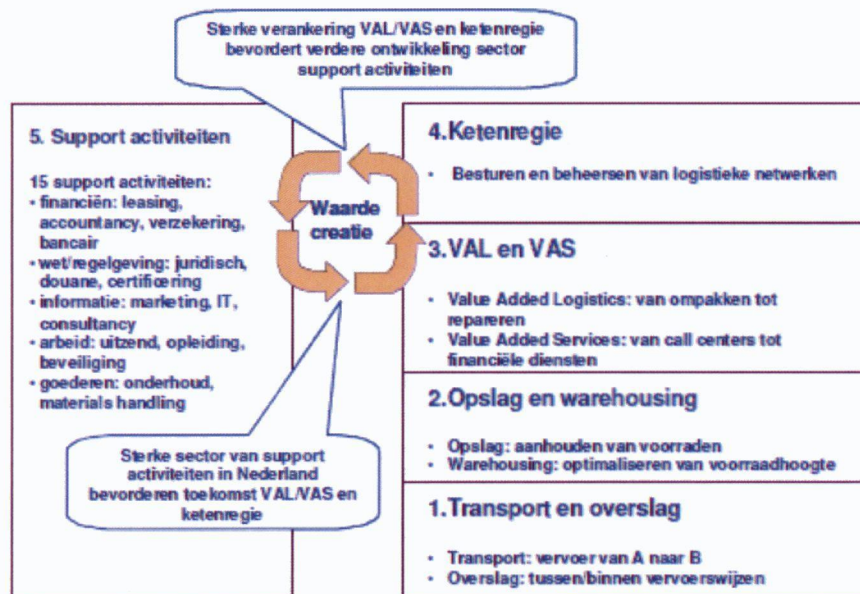 Sterke verankering VAL/VAS en ketenregie
bevordert verdere ontwikkeling sector
support activiteiten
5. Support activiteiten
15 support activiteiten:
• financiën: leasing,
accountancy, verzekering,
bancair
• wet/regelgeving: juridisch,
douane, certificering
• informatie: marketing, IT,
consultancy
• arbeid: uitzend, opleiding,
beveiliging
• goederen: onderhoud,
materials handling
Waarde
creatie
Sterke sector van support
activiteiten in Nederland
bevorderen toekomst VAL/VAS en
ketenregie
4.Ketenregie
• Besturen en beheersen van logistieke netwerken
3.VAL en VAS
• Value Added Logistics: van ompakken tot
repareren
• Value Added Services: van call centers tot
financiële diensten
2.Opslag en warehousing
• Opslag: aanhouden van voorraden
• Warehousing: optimaliseren van voorraadhoogte
1.Transport en overslag
• Transport: vervoer van A naar B
• Overslag: tussen/binnen vervoerswijzen